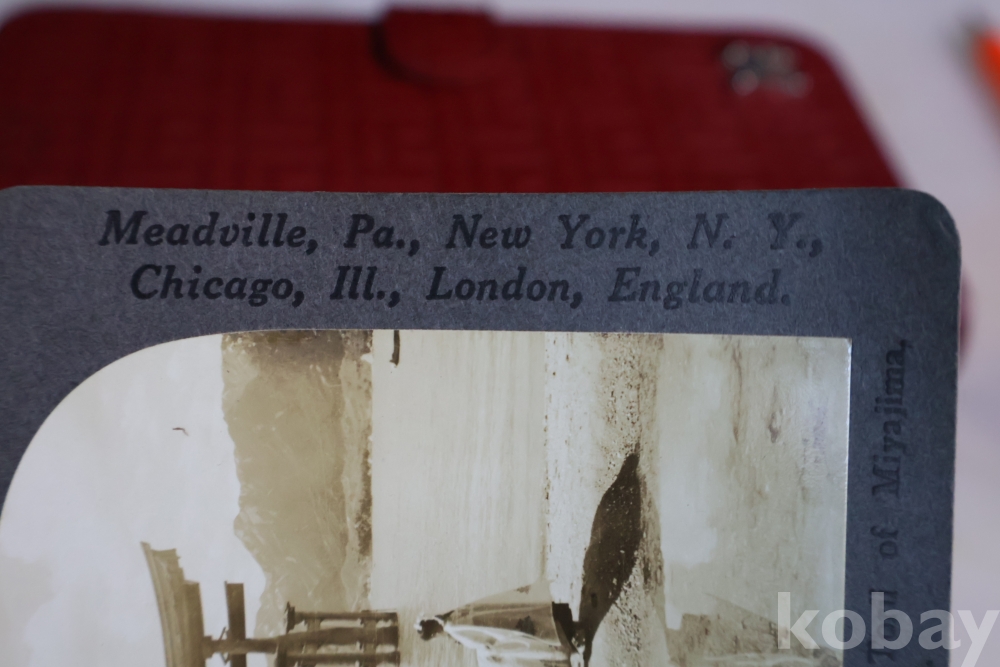 Meadville, Pa., New York, N. Y.,
Chicago, Ill., London, England.
of Miyajima,
kobay